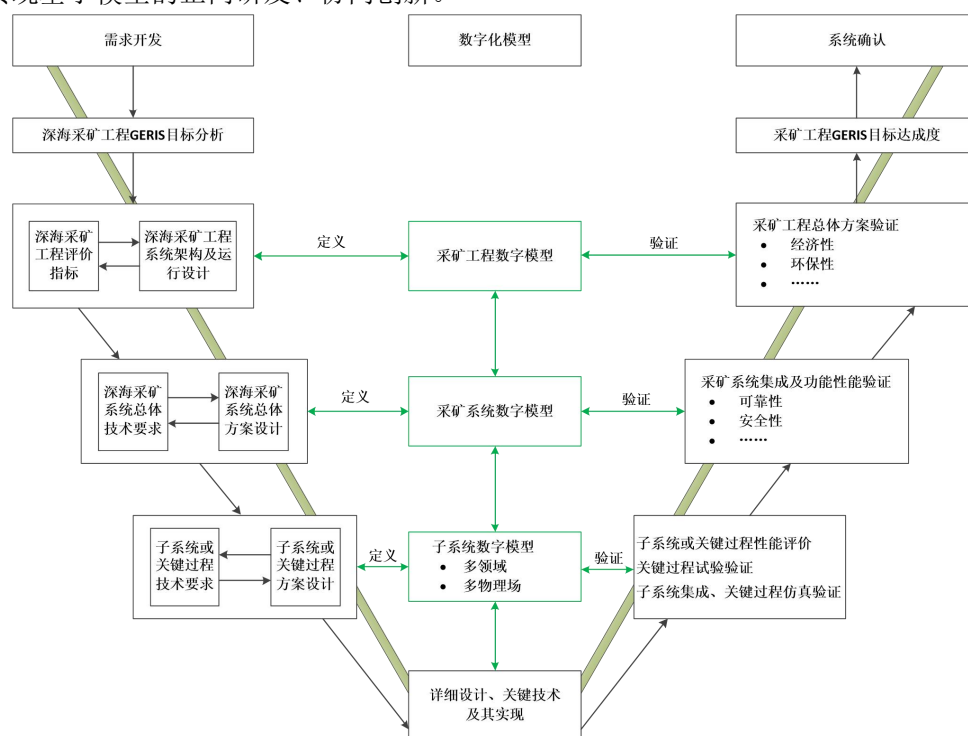 需求开发
数字化模型
系统确认
深海采矿工程GERIS目标分析
采矿工程GERIS目标达成度
深海采矿
工程评价
指标
深海采矿工程
系统架构及运
行设计
定义
采矿工程数字模型
验证
采矿工程总体方案验证
● 经济性
● 环保性
● ……
深海采矿
系统总体
技术要求
深海采矿
系统总体
方案设计
定义
采矿系统数字模型
验证
采矿系统集成及功能性能验证
● 可靠性
● 安全性
● ……
子系统或
关键过程
技术要求
子系统或
关键过程
方案设计
定义
子系统数字模型
● 多领域
● 多物理场
验证
子系统或关键过程性能评价
关键过程试验验证
子系统集成、关键过程仿真验证
详细设计、关键技术
及其实现